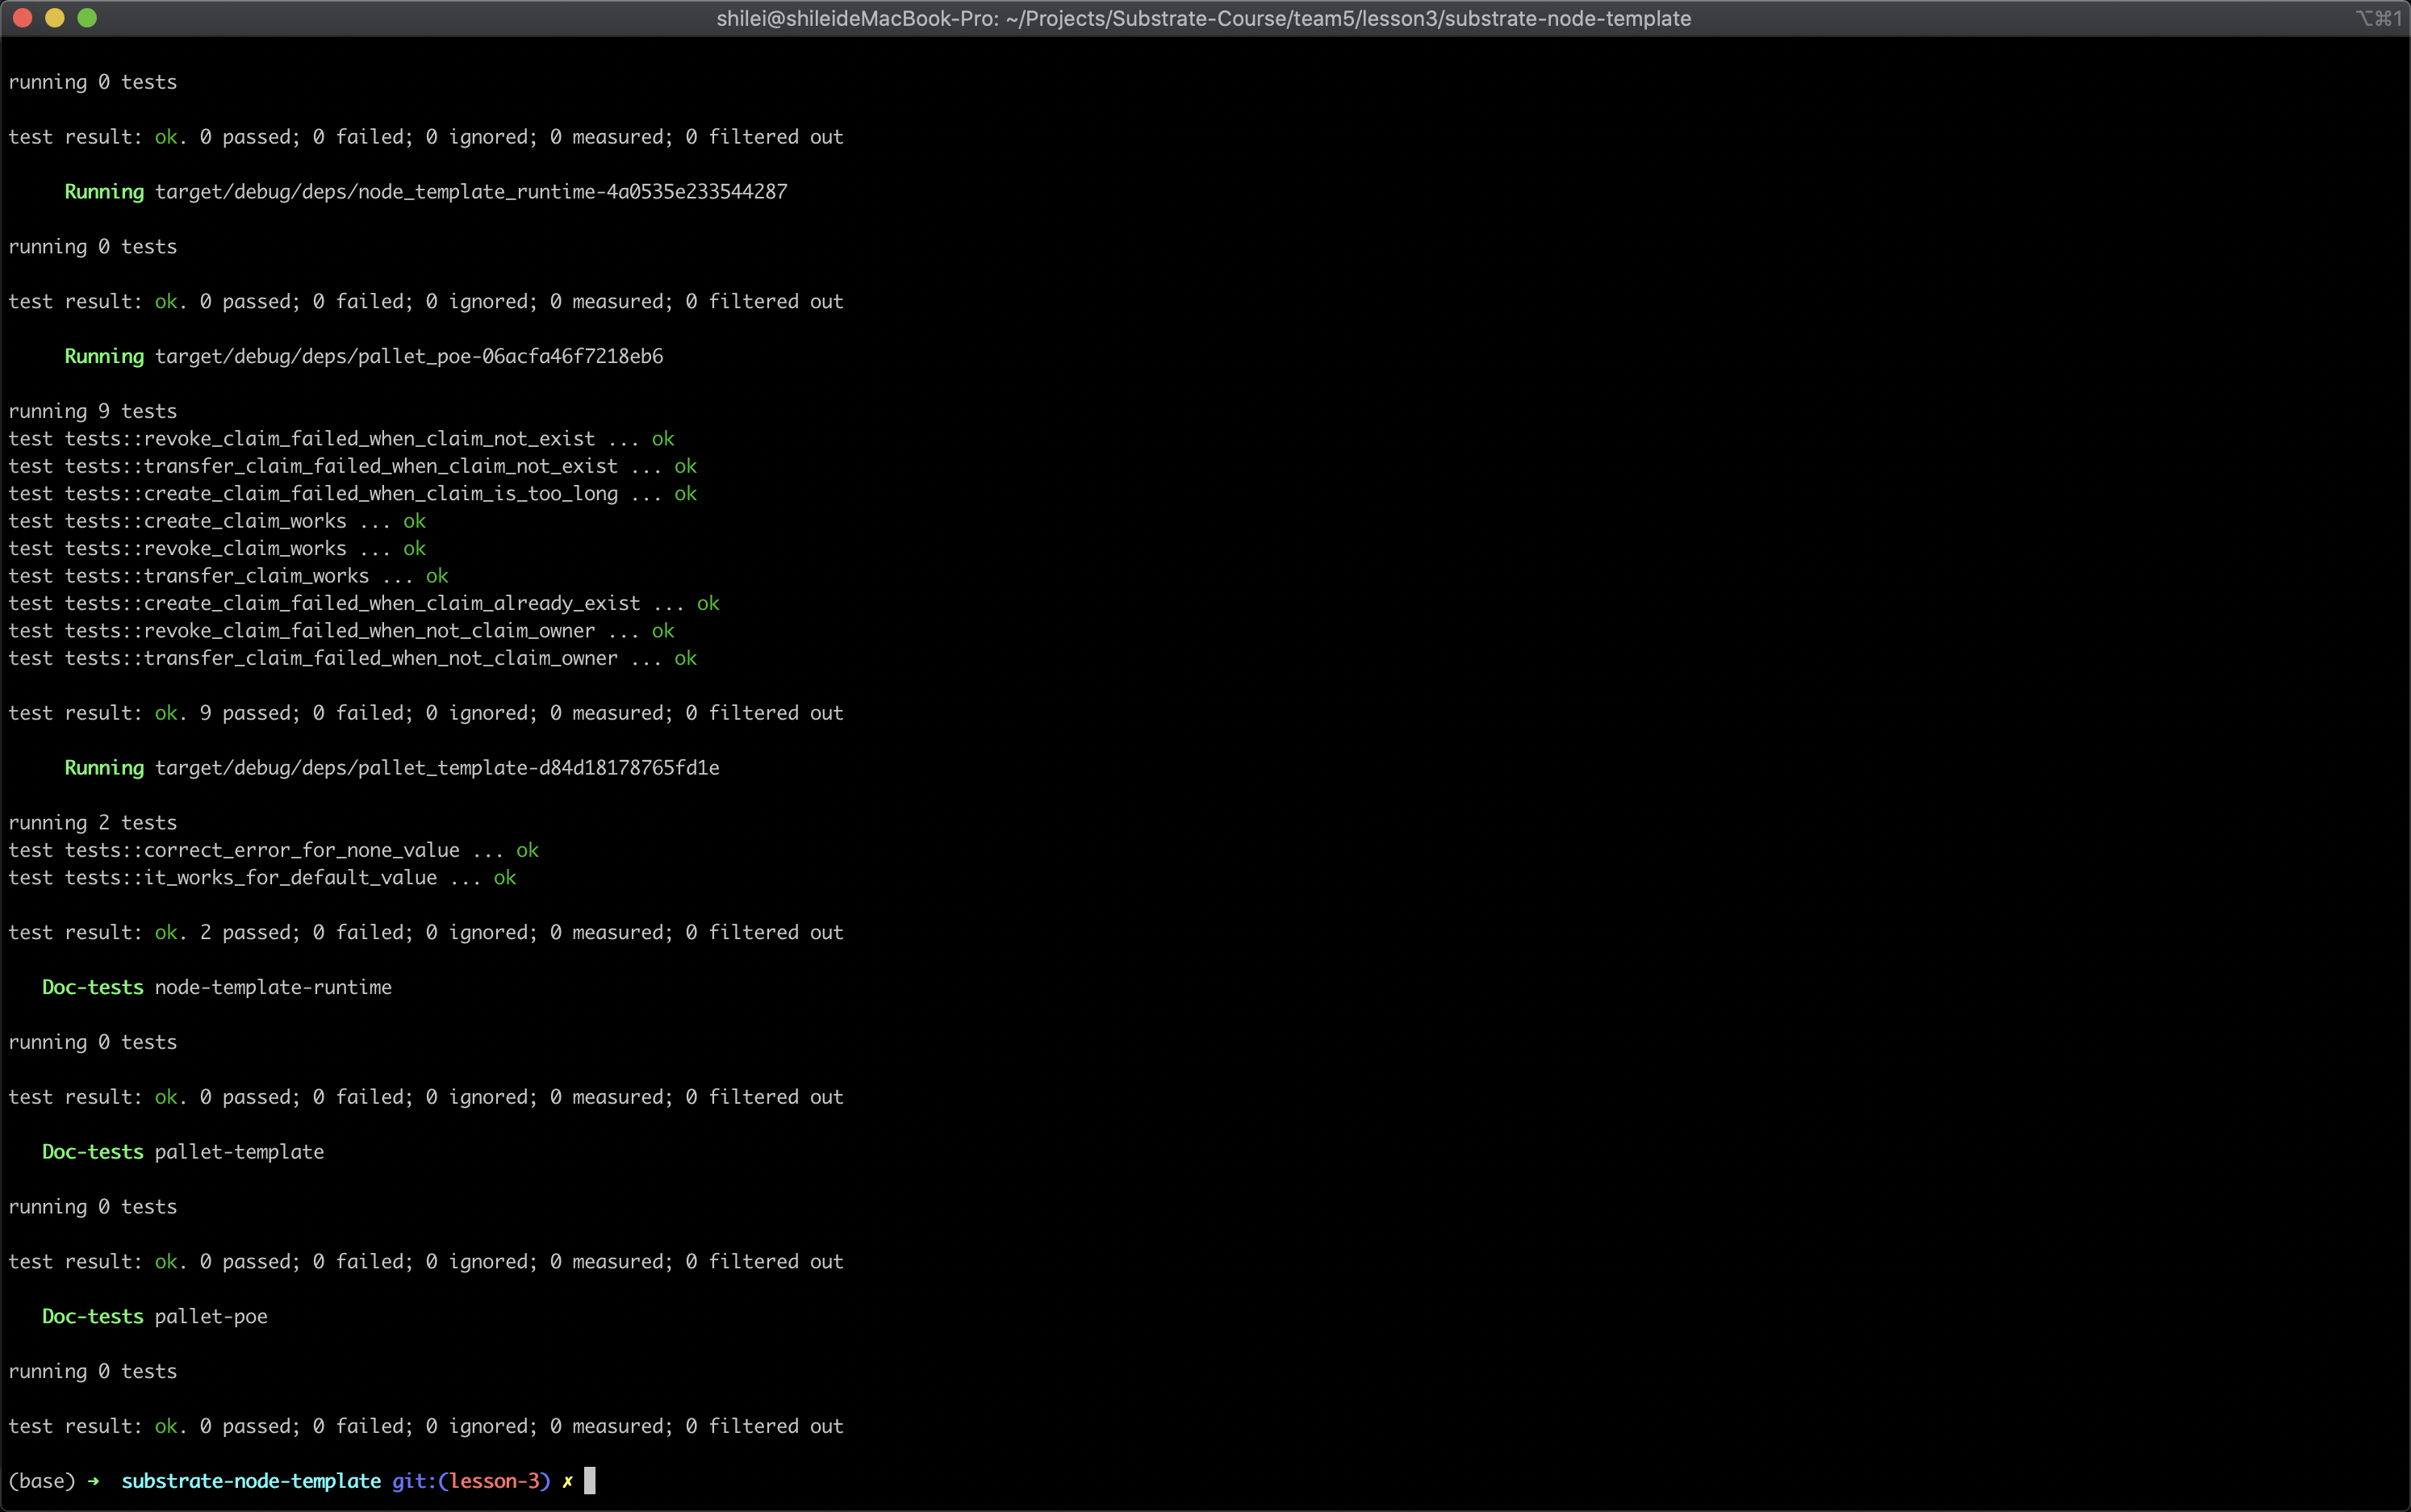 shilei@shileideMacBook-Pro: ~/Projects/Substrate-Course/team5/lesson3/substrate-node-template
⌥⌘1
running 0 tests
test result: ok. 0 passed; 0 failed; 0 ignored; 0 measured; 0 filtered out
Running target/debug/deps/node_template_runtime-4a0535e233544287
running 0 tests
test result: ok. 0 passed; 0 failed; 0 ignored; 0 measured; 0 filtered out
Running target/debug/deps/pallet_poe-06acfa46f7218eb6
running 9 tests
test tests::revoke_claim_failed_when_claim_not_exist ... ok
test tests::transfer_claim_failed_when_claim_not_exist ... ok
test tests::create_claim_failed_when_claim_is_too_long ... ok
test tests::create_claim_works ... ok
test tests::revoke_claim_works ... ok
test tests::transfer_claim_works ... ok
test tests::create_claim_failed_when_claim_already_exist ... ok
test tests::revoke_claim_failed_when_not_claim_owner ... ok
test tests::transfer_claim_failed_when_not_claim_owner ... ok
test result: ok. 9 passed; 0 failed; 0 ignored; 0 measured; 0 filtered out
Running target/debug/deps/pallet_template-d84d18178765fd1e
running 2 tests
test tests::correct_error_for_none_value ... ok
test tests::it_works_for_default_value ... ok
test result: ok. 2 passed; 0 failed; 0 ignored; 0 measured; 0 filtered out
Doc-tests node-template-runtime
running 0 tests
test result: ok. 0 passed; 0 failed; 0 ignored; 0 measured; 0 filtered out
Doc-tests pallet-template
running 0 tests
test result: ok. 0 passed; 0 failed; 0 ignored; 0 measured; 0 filtered out
Doc-tests pallet-poe
running 0 tests
test result: ok. 0 passed; 0 failed; 0 ignored; 0 measured; 0 filtered out
(base) ➜ substrate-node-template git:(lesson-3) ✗